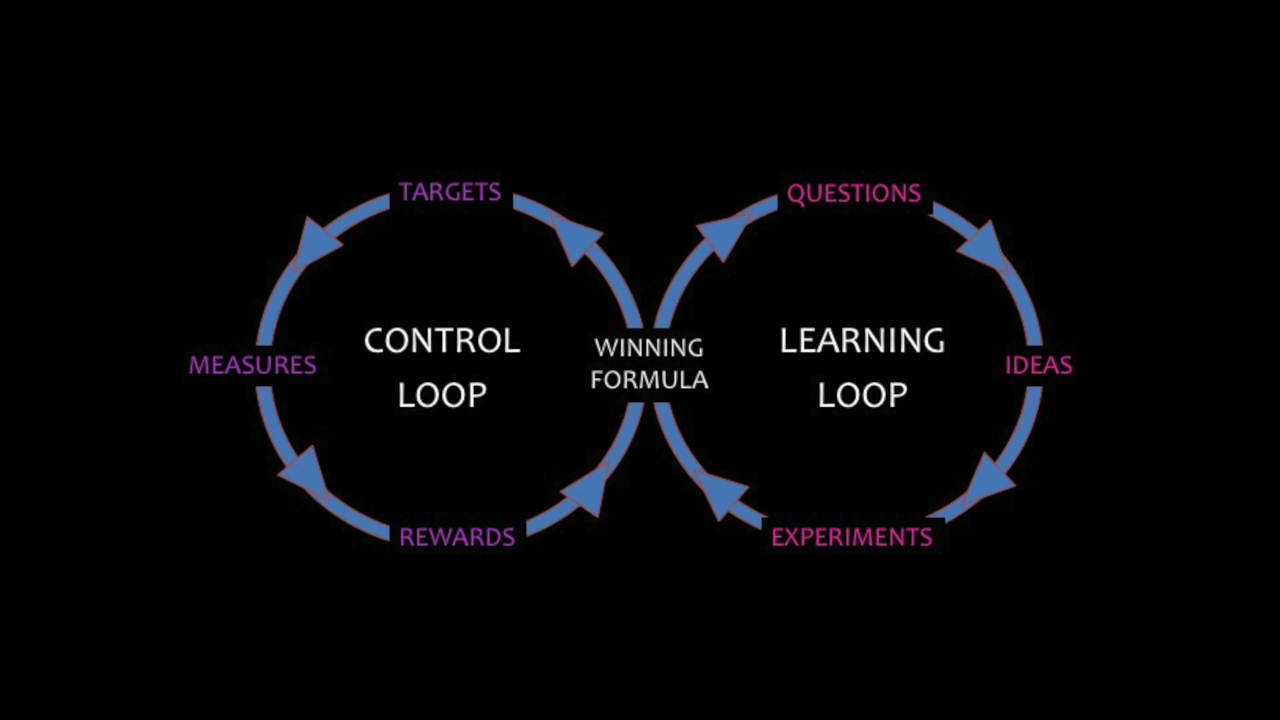 TARGETS
QUESTIONS
CONTROL
LOOP
WINNING
FORMULA
LEARNING
LOOP
MEASURES
IDEAS
REWARDS
EXPERIMENTS